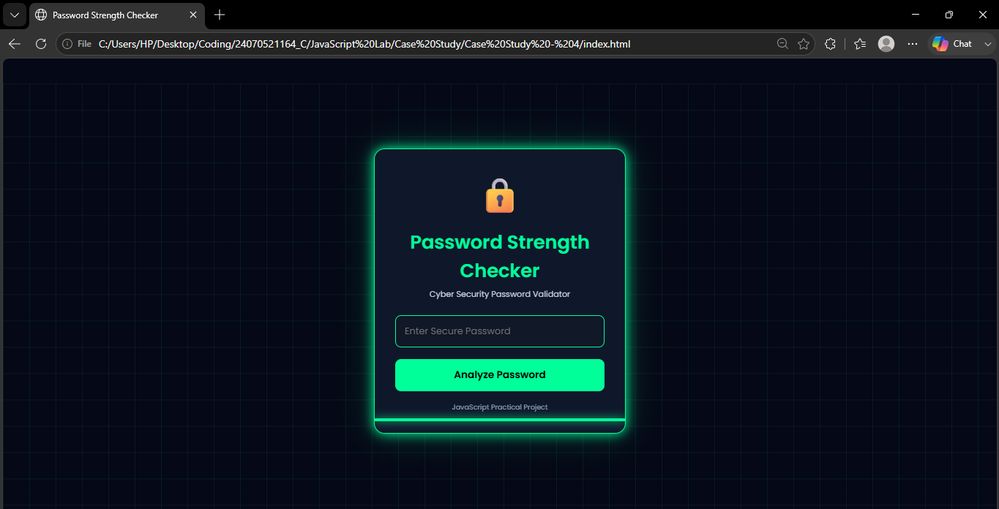 Password Strength Checker
File C:/Users/HP/Desktop/Coding/24070521164_C/JavaScript%20Lab/Case%20Study/Case%20Study%20-%204/index.html
Chat
Password Strength
Checker
Cyber Security Password Validator
Enter Secure Password
Analyze Password
JavaScript Practical Project